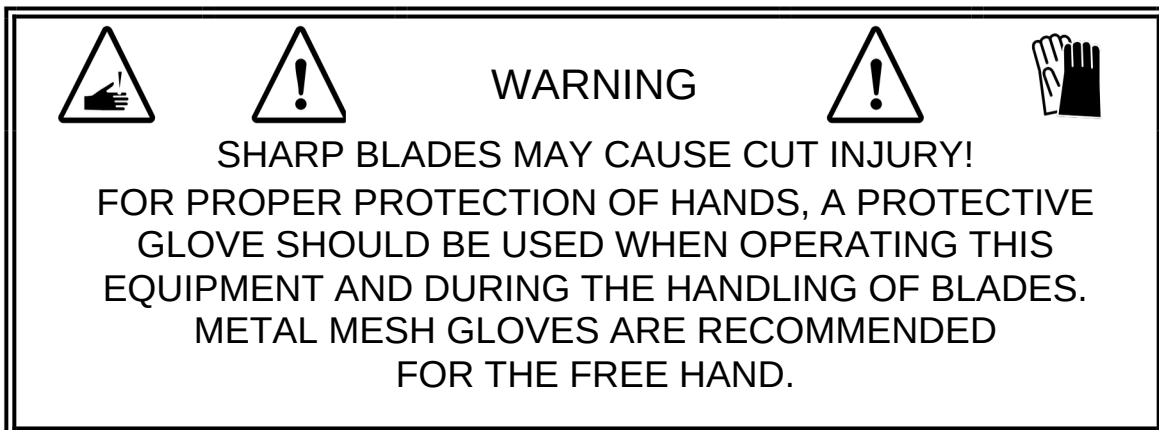 WARNING
SHARP BLADES MAY CAUSE CUT INJURY!
FOR PROPER PROTECTION OF HANDS, A PROTECTIVE
GLOVE SHOULD BE USED WHEN OPERATING THIS
EQUIPMENT AND DURING THE HANDLING OF BLADES.
METAL MESH GLOVES ARE RECOMMENDED
FOR THE FREE HAND.